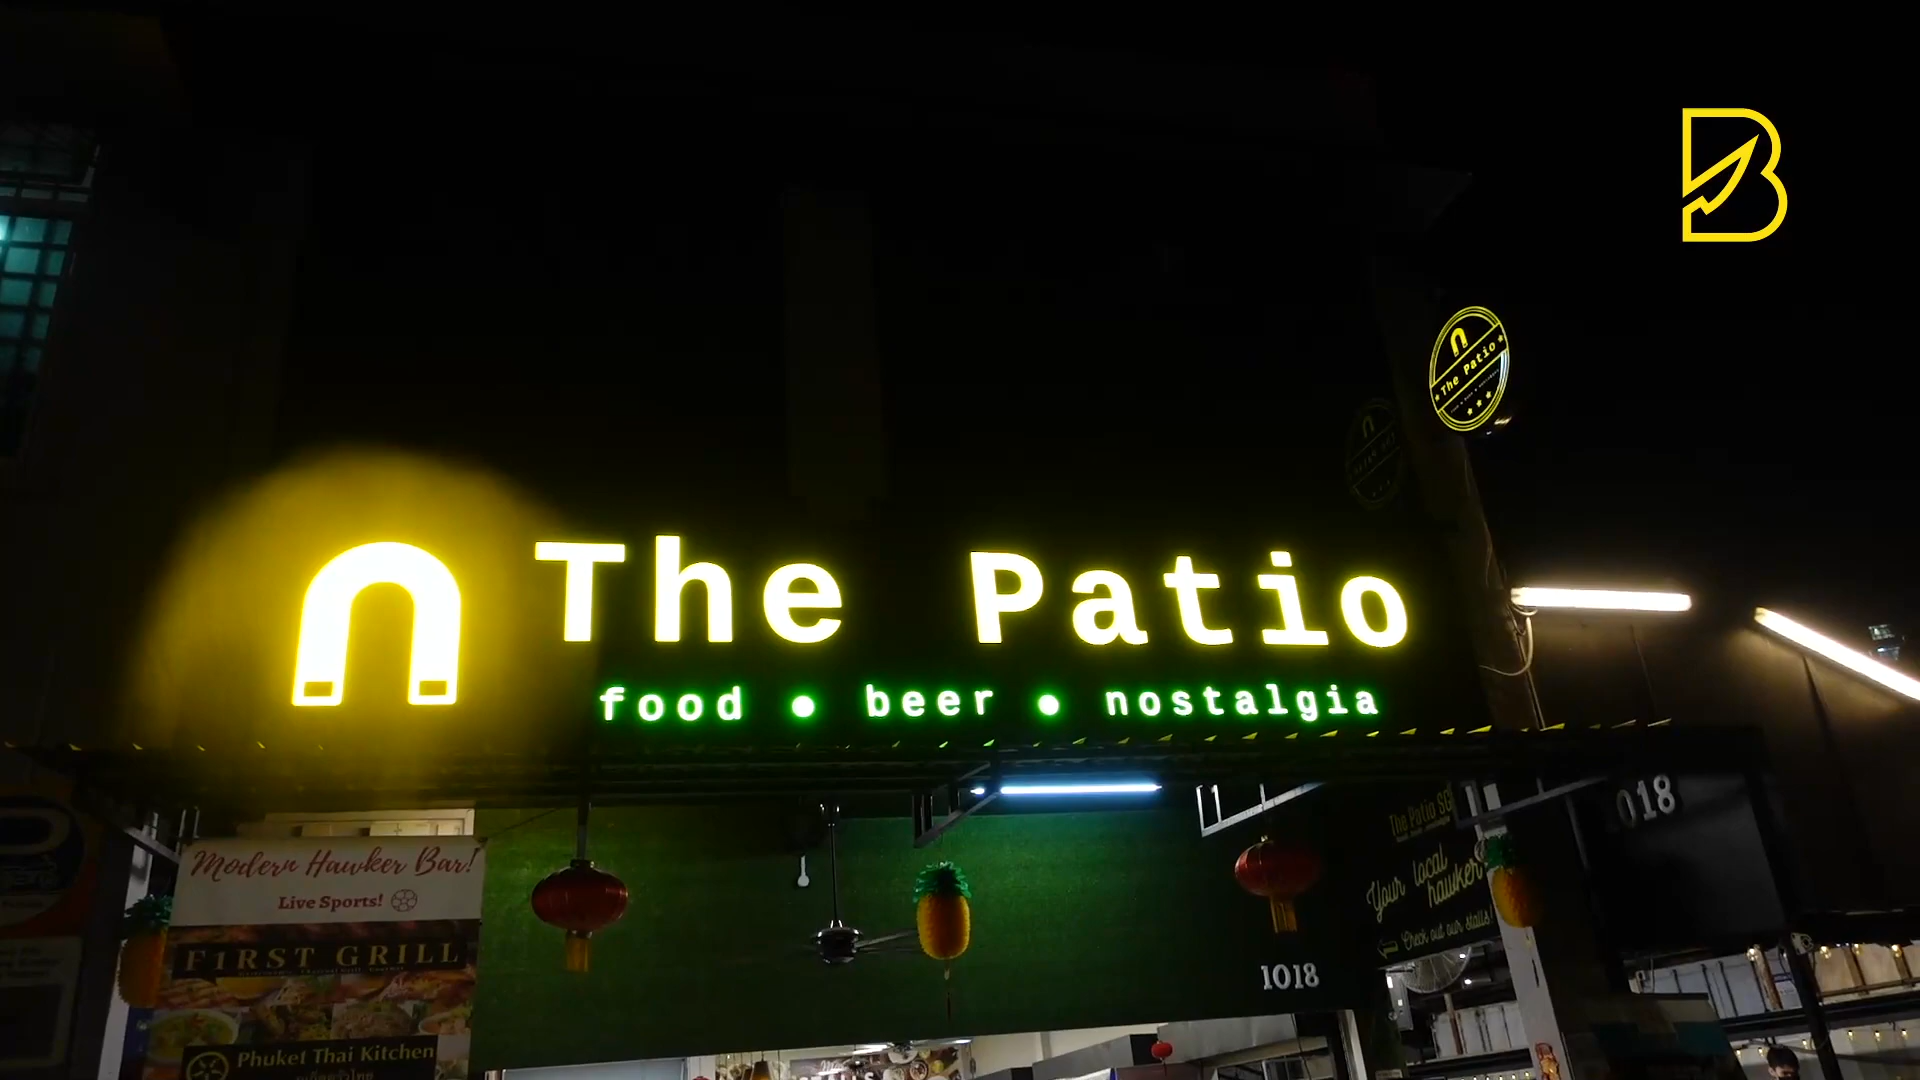 The Patio
The Patio
food • beer • nostalgia
018
The Patio SG
Modern Hawker Bar!
Live Sports!
Your local
hawker
Check out our stalls!
F1RST GRILL
1018
Phuket Thai Kitchen